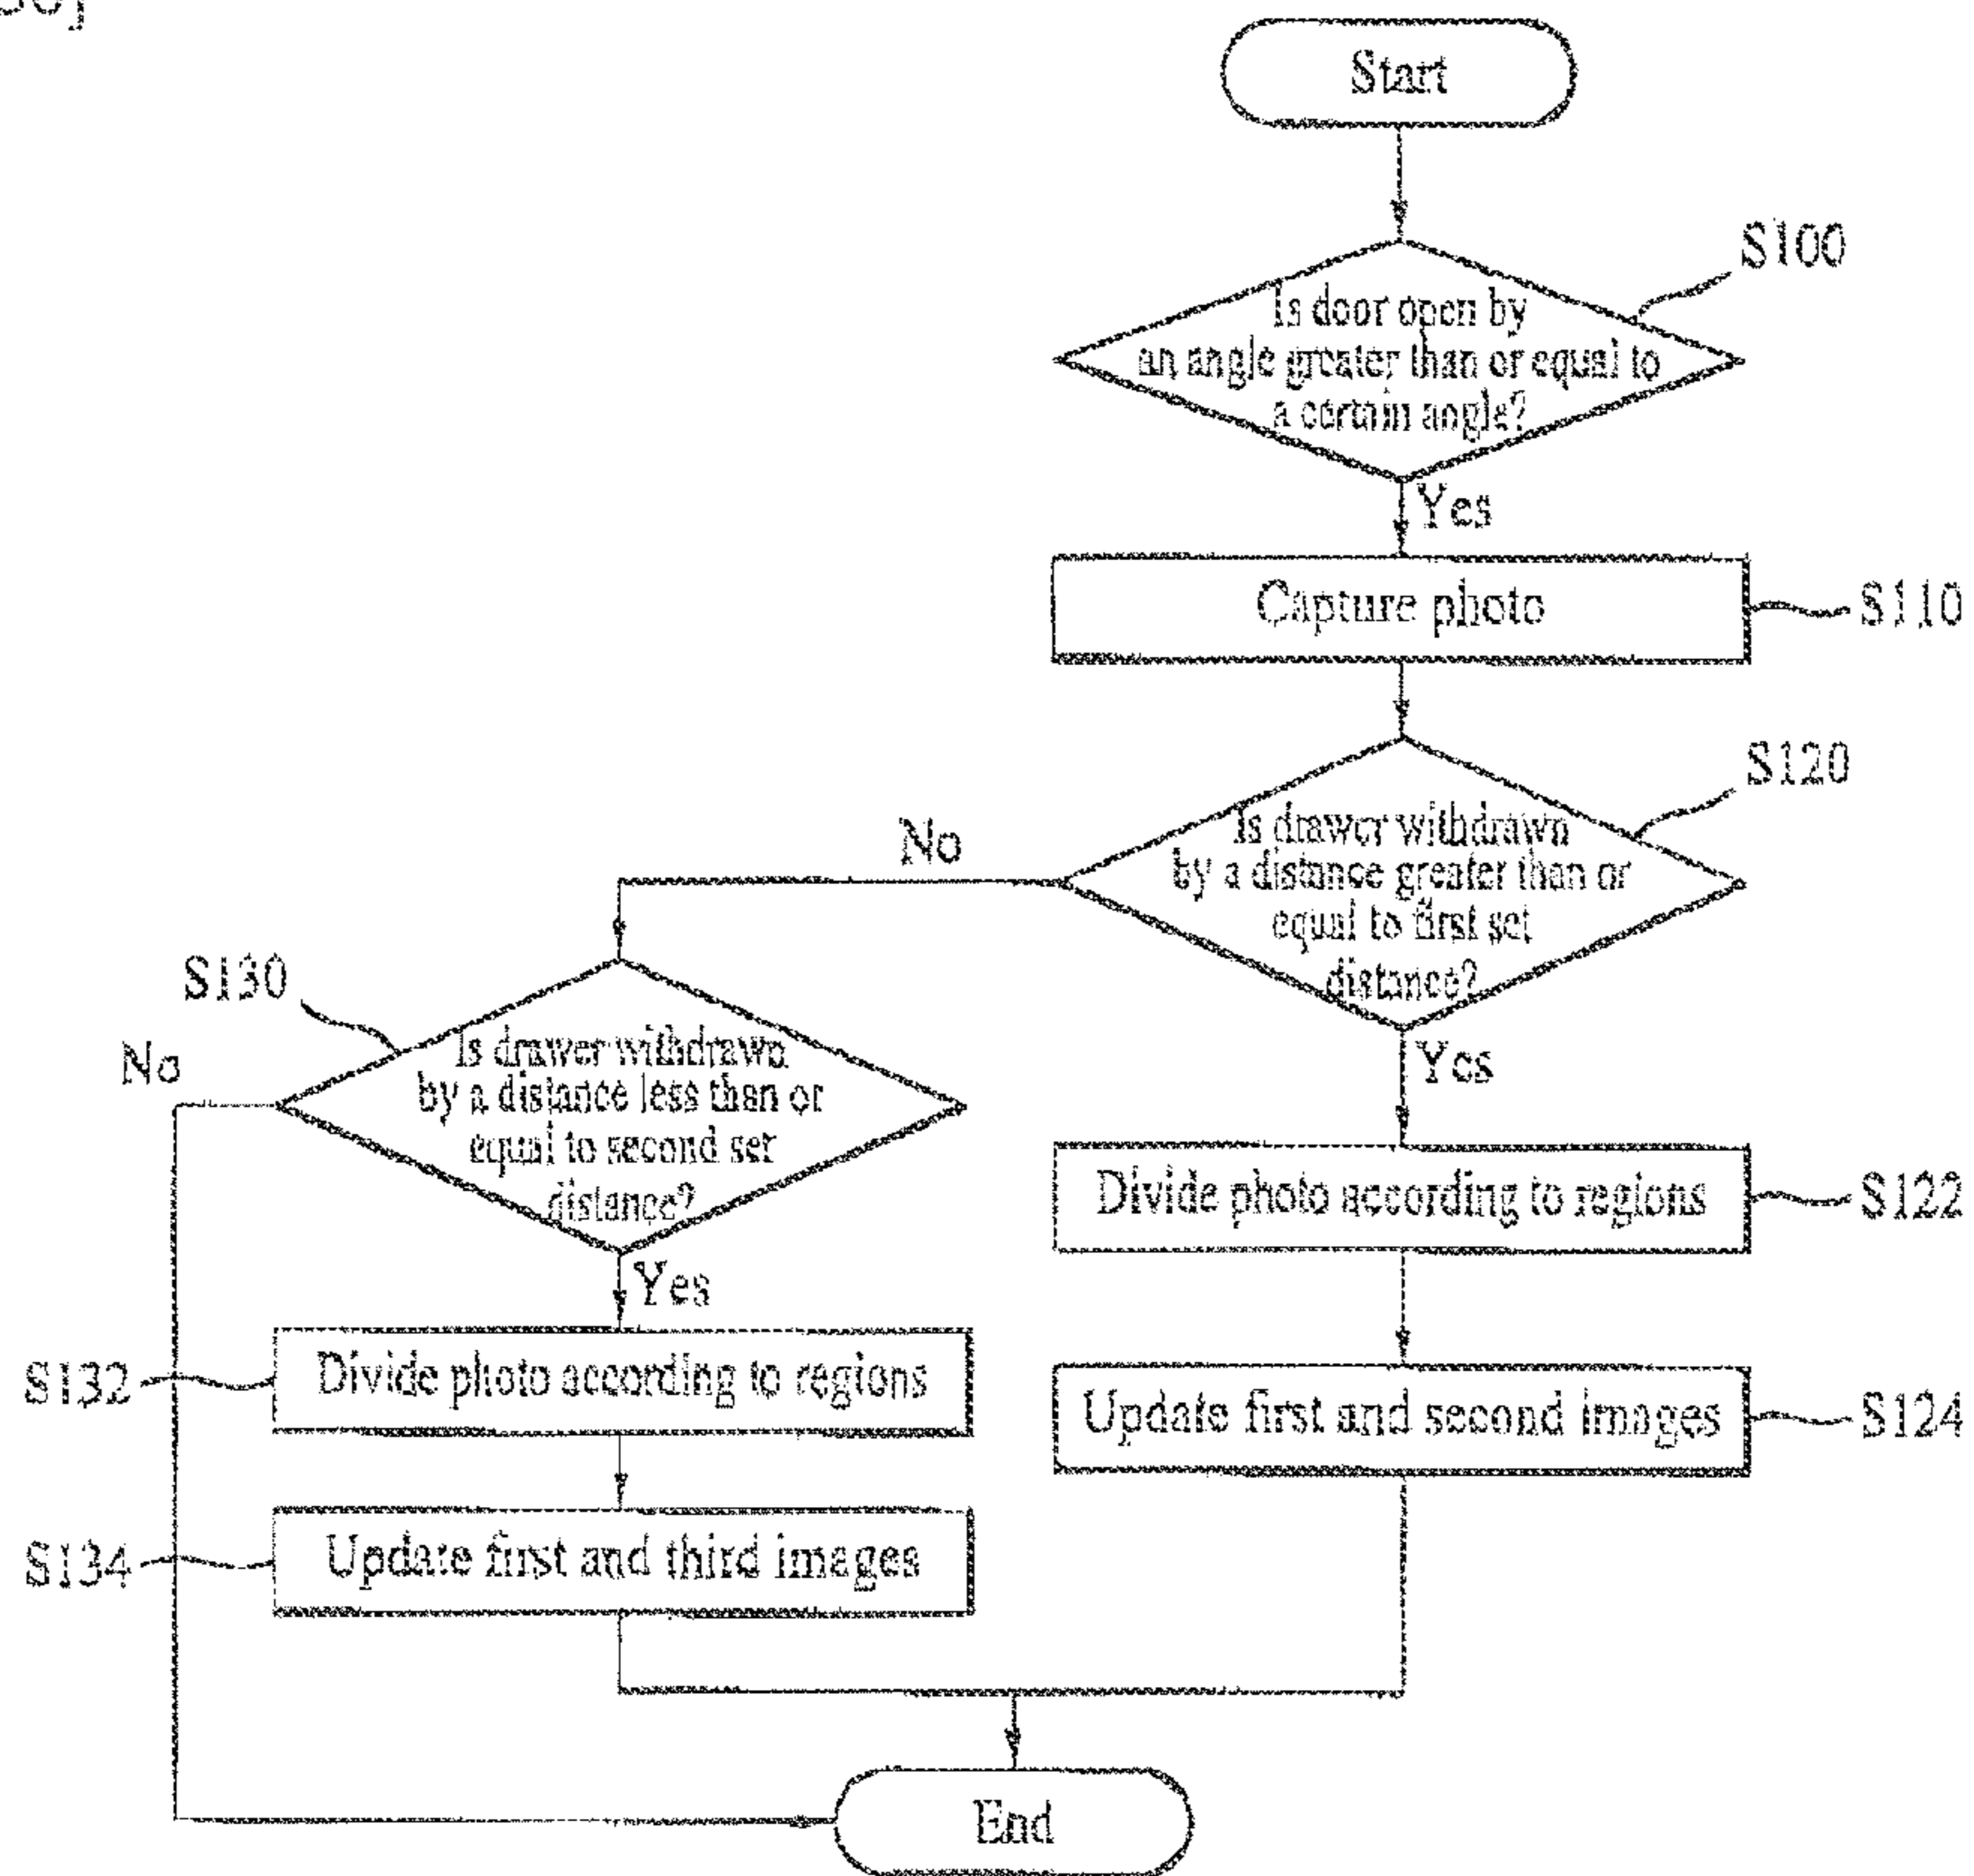 Start
S100
Is door open by
an angle greater than or equal to
a certain angle?
Yes
Capture photo
S110
S120
Is drawer withdrawn
by a distance greater than or
equal to first set
distance?
No
Yes
S130
Is drawer withdrawn
by a distance less than or
equal to second set
distance?
No
Yes
Divide photo according to regions
S122
S132
Divide photo according to regions
Update first and second images
S124
S134
Update first and third images
End